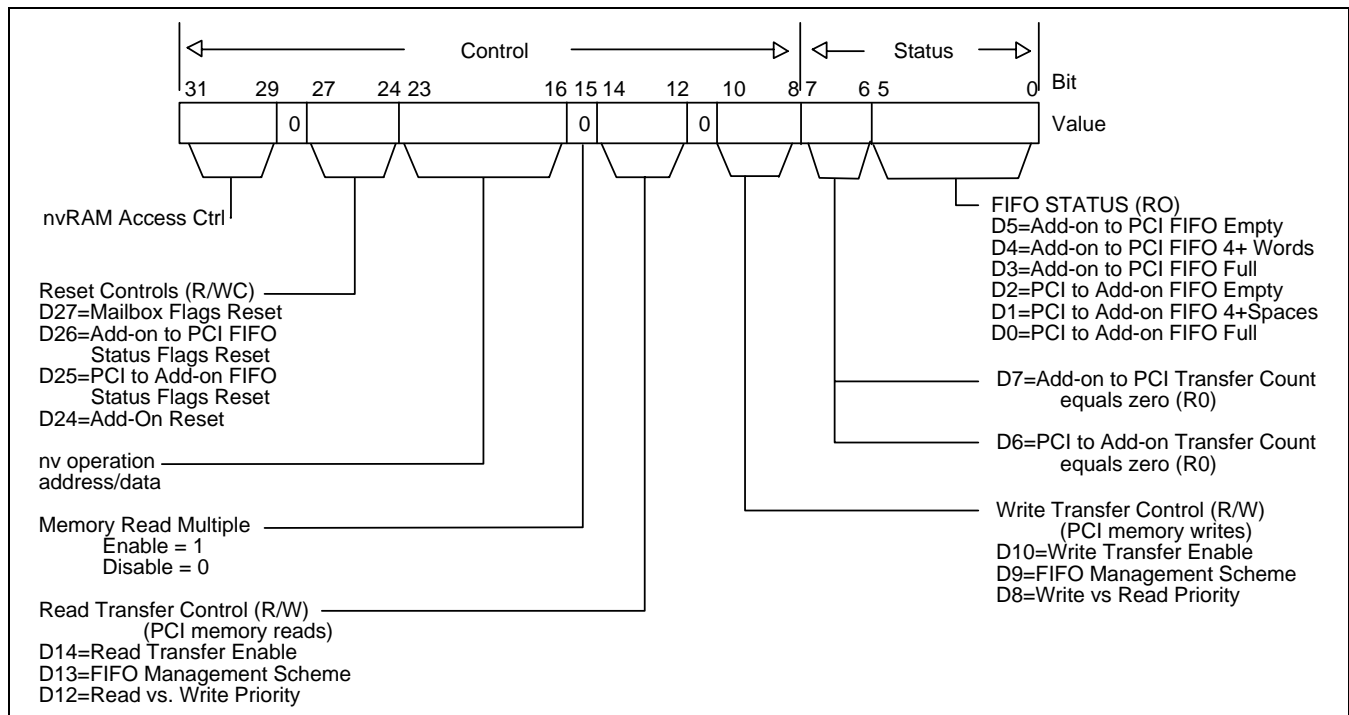 Control Status
31 29 27 24 23 16 15 14 12 10 8 7 6 5 0 Bit
0 0 0 Value
nvRAM Access Ctrl
Reset Controls (R/WC)
D27=Mailbox Flags Reset
D26=Add-on to PCI FIFO
Status Flags Reset
D25=PCI to Add-on FIFO
Status Flags Reset
D24=Add-On Reset
nv operation
address/data
Memory Read Multiple
Enable = 1
Disable = 0
Read Transfer Control (R/W)
(PCI memory reads)
D14=Read Transfer Enable
D13=FIFO Management Scheme
D12=Read vs. Write Priority
FIFO STATUS (RO)
D5=Add-on to PCI FIFO Empty
D4=Add-on to PCI FIFO 4+ Words
D3=Add-on to PCI FIFO Full
D2=PCI to Add-on FIFO Empty
D1=PCI to Add-on FIFO 4+Spaces
D0=PCI to Add-on FIFO Full
D7=Add-on to PCI Transfer Count
equals zero (R0)
D6=PCI to Add-on Transfer Count
equals zero (R0)
Write Transfer Control (R/W)
(PCI memory writes)
D10=Write Transfer Enable
D9=FIFO Management Scheme
D8=Write vs Read Priority